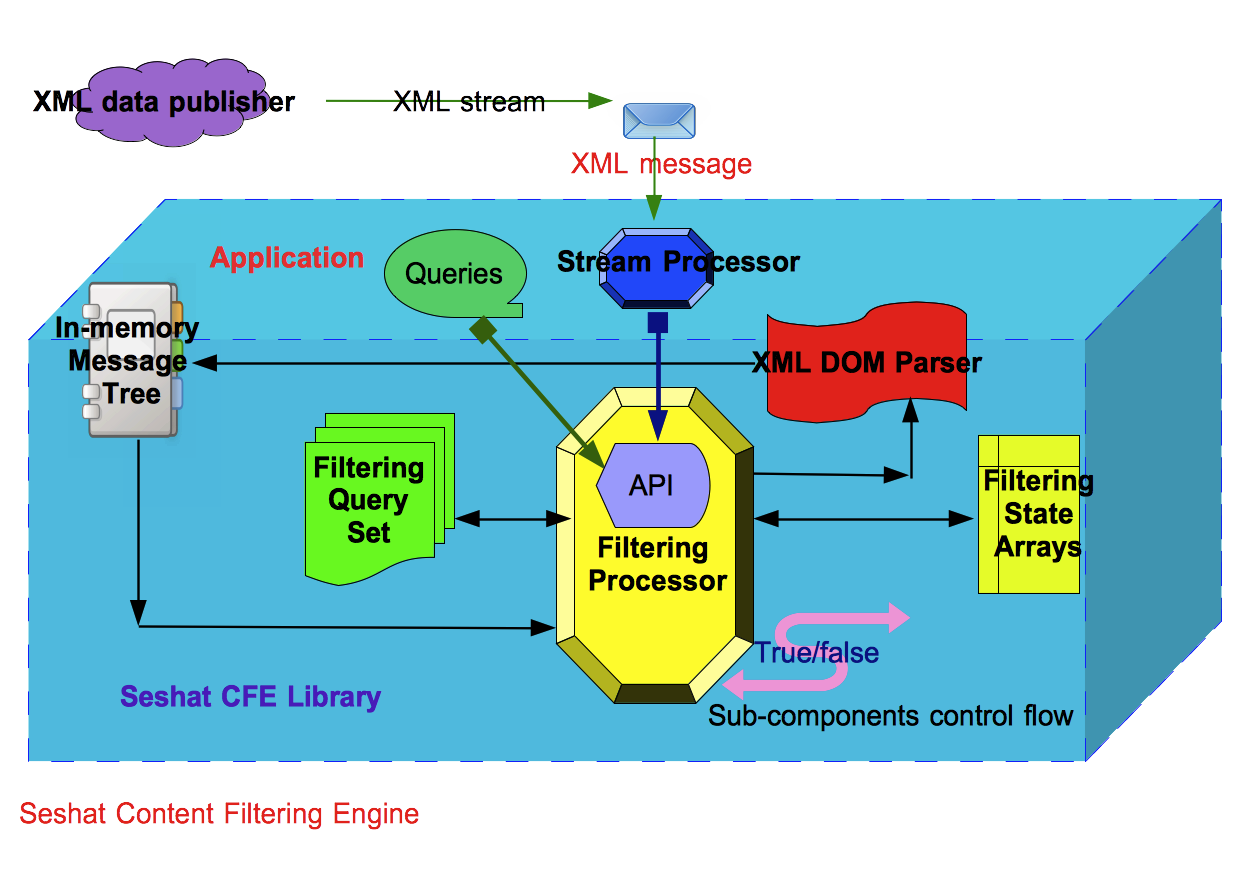 XML data publisher
XML stream
XML message
Application
Queries
Stream Processor
In-memory
Message
Tree
XML DOM Parser
Filtering
Query
Set
API
Filtering
Processor
Filtering
State
Arrays
True/false
Seshat CFE Library
Sub-components control flow
Seshat Content Filtering Engine